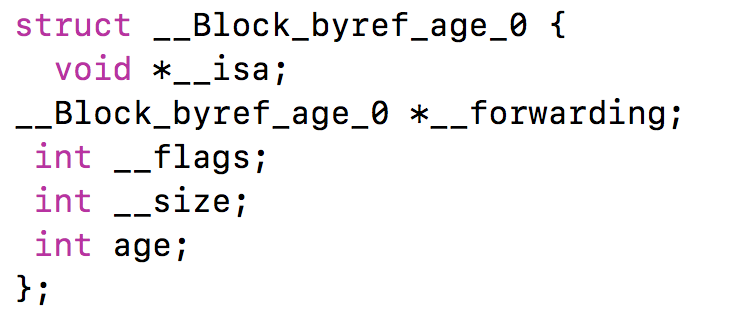 struct __Block_byref_age_0 {
  void *__isa;
__Block_byref_age_0 *__forwarding;
 int __flags;
 int __size;
 int age;
};